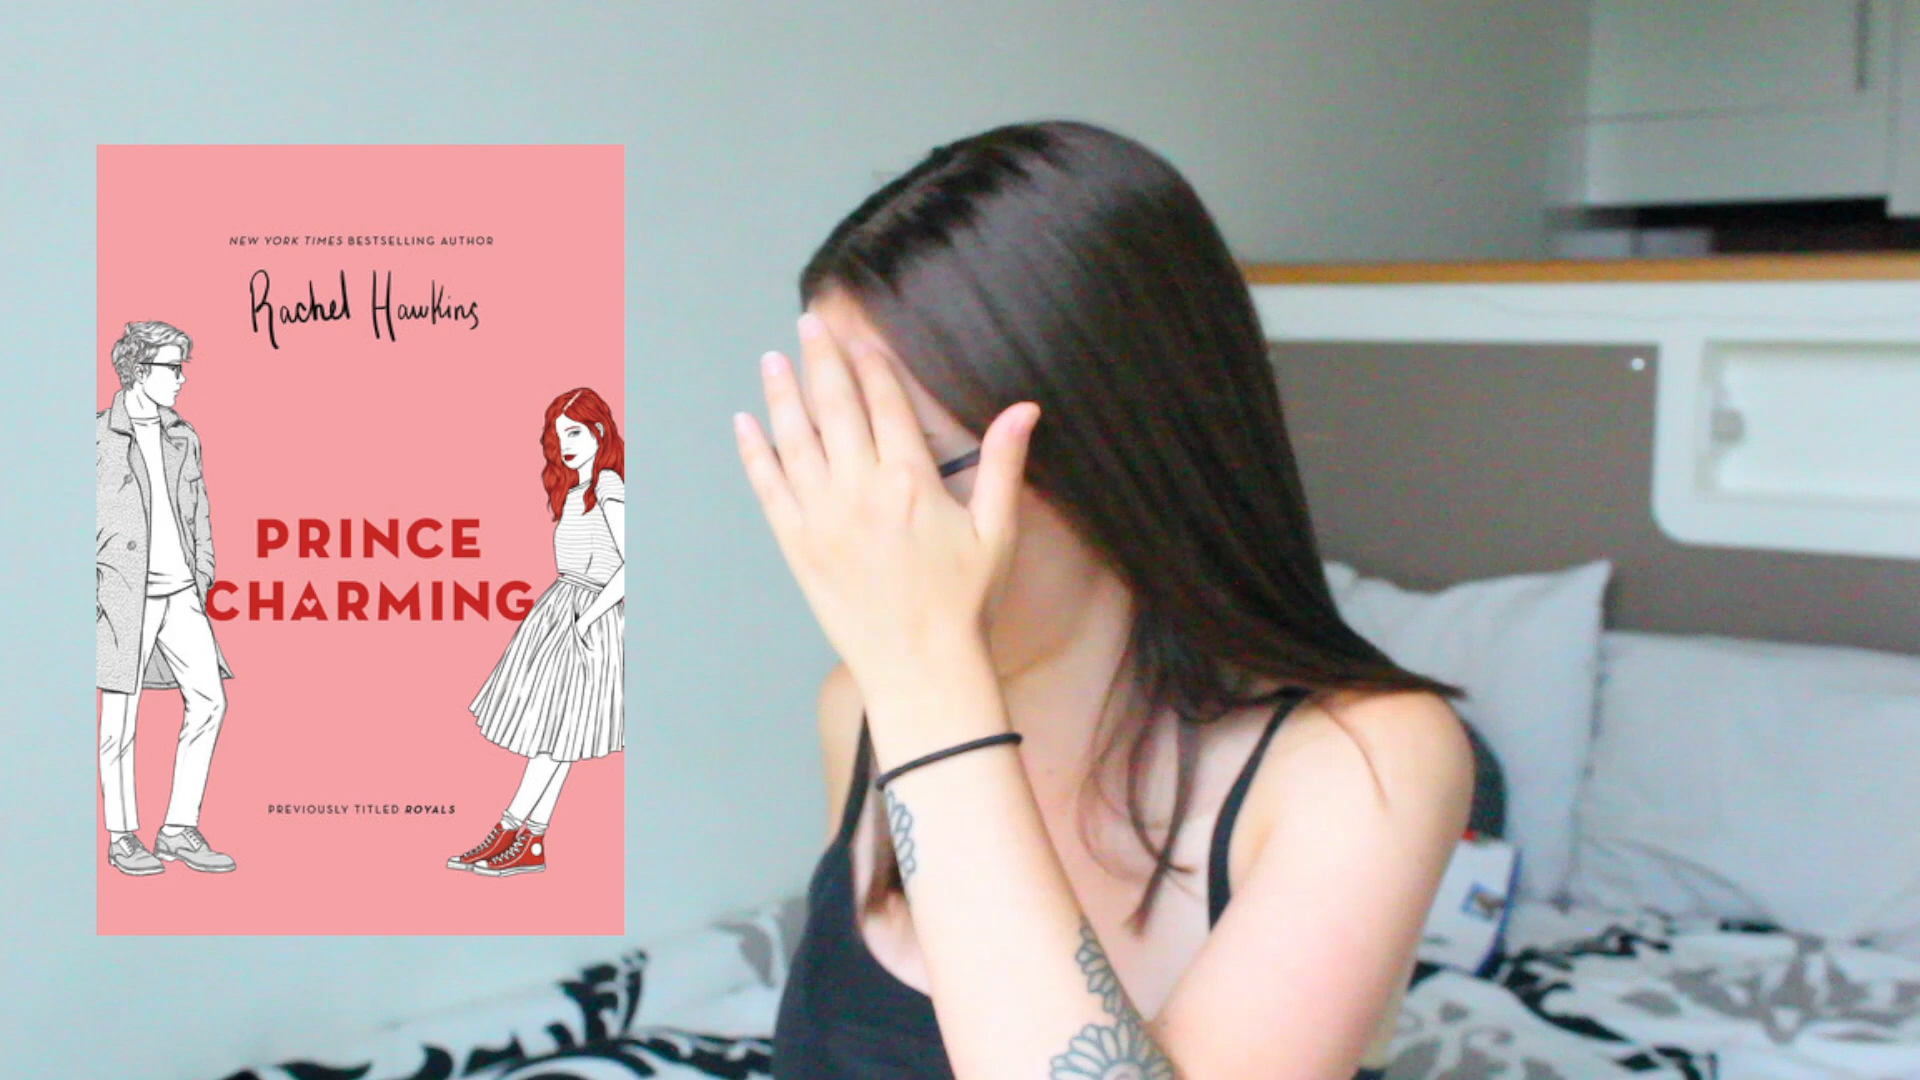 NEW YORK TIMES BESTSELLING AUTHOR
Rachel Hawkins
PRINCE
CHARMING
PREVIOUSLY TITLED ROYALS